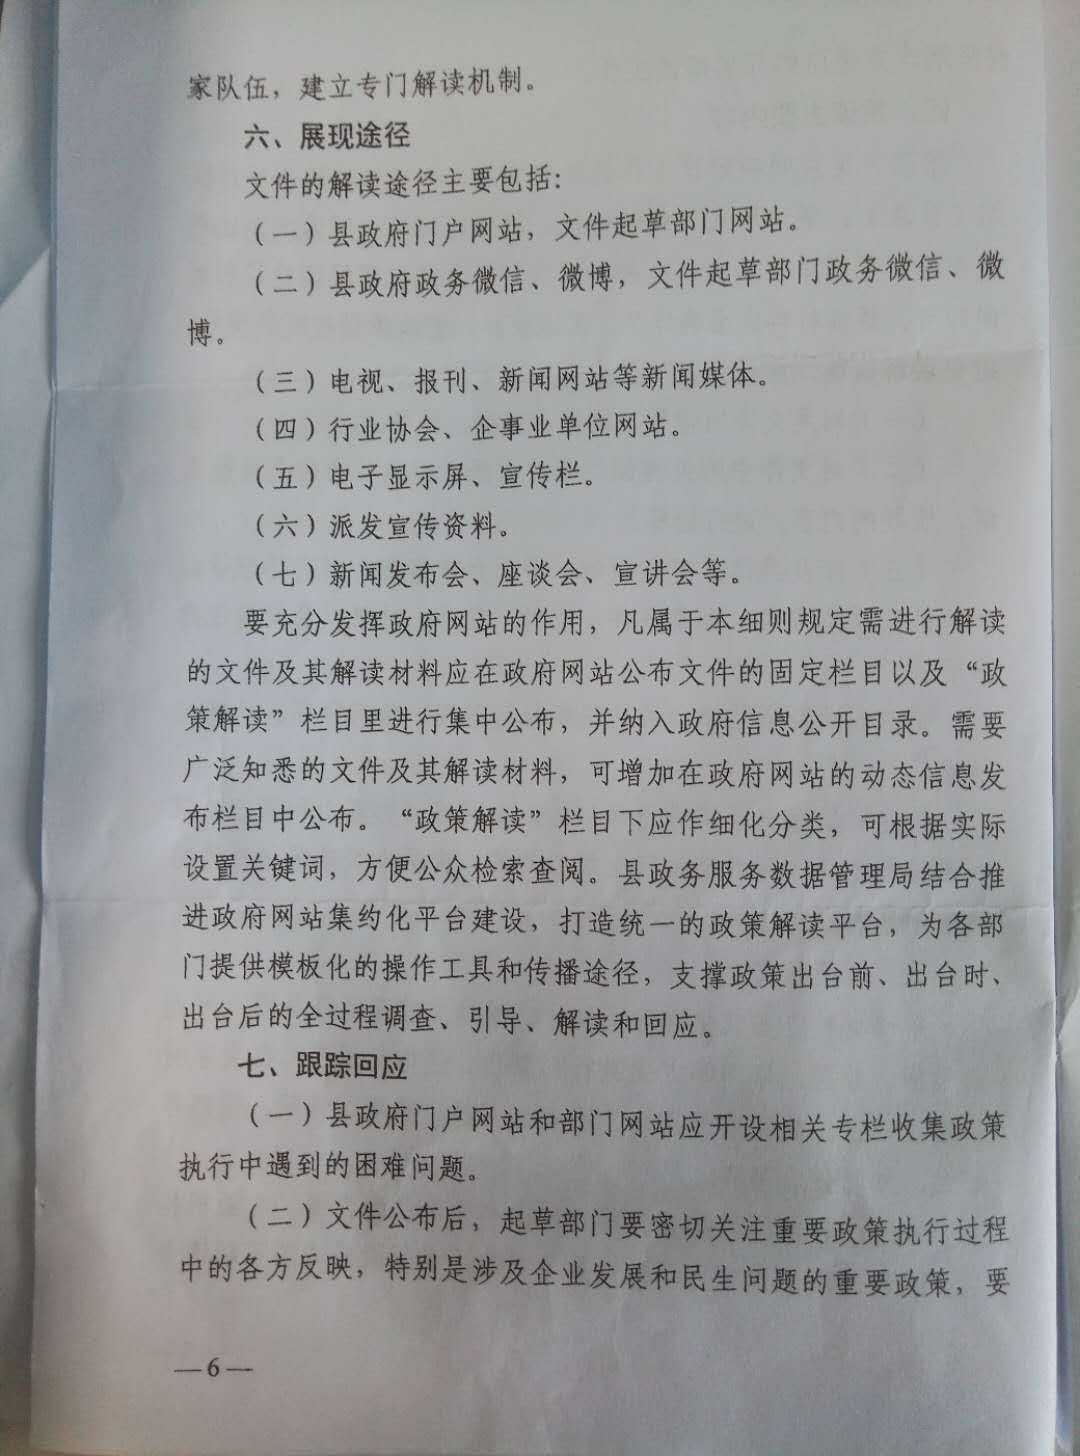 家队伍，建立专门解读机制。
六、展现途径
文件的解读途径主要包括：
（一）县政府门户网站，文件起草部门网站。
（二）县政府政务微信、微博，文件起草部门政务微信、微
博。
（三）电视、报刊、新闻网站等新闻媒体。
（四）行业协会、企事业单位网站。
（五）电子显示屏、宣传栏。
（六）派发宣传资料。
（七）新闻发布会、座谈会、宣讲会等。
要充分发挥政府网站的作用，凡属于本细则规定需进行解读
的文件及其解读材料应在政府网站公布文件的固定栏目以及“政
策解读”栏目里进行集中公布，并纳入政府信息公开目录。需要
广泛知悉的文件及其解读材料，可增加在政府网站的动态信息发
布栏目中公布。“政策解读”栏目下应作细化分类，可根据实际
设置关键词，方便公众检索查阅。县政务服务数据管理局结合推
进政府网站集约化平台建设，打造统一的政策解读平台，为各部
门提供模板化的操作工具和传播途径，支撑政策出台前、出台时、
出台后的全过程调查、引导、解读和回应。
七、跟踪回应
（一）县政府门户网站和部门网站应开设相关专栏收集政策
执行中遇到的困难问题。
（二）文件公布后，起草部门要密切关注重要政策执行过程
中的各方反映，特别是涉及企业发展和民生问题的重要政策，要
—6—